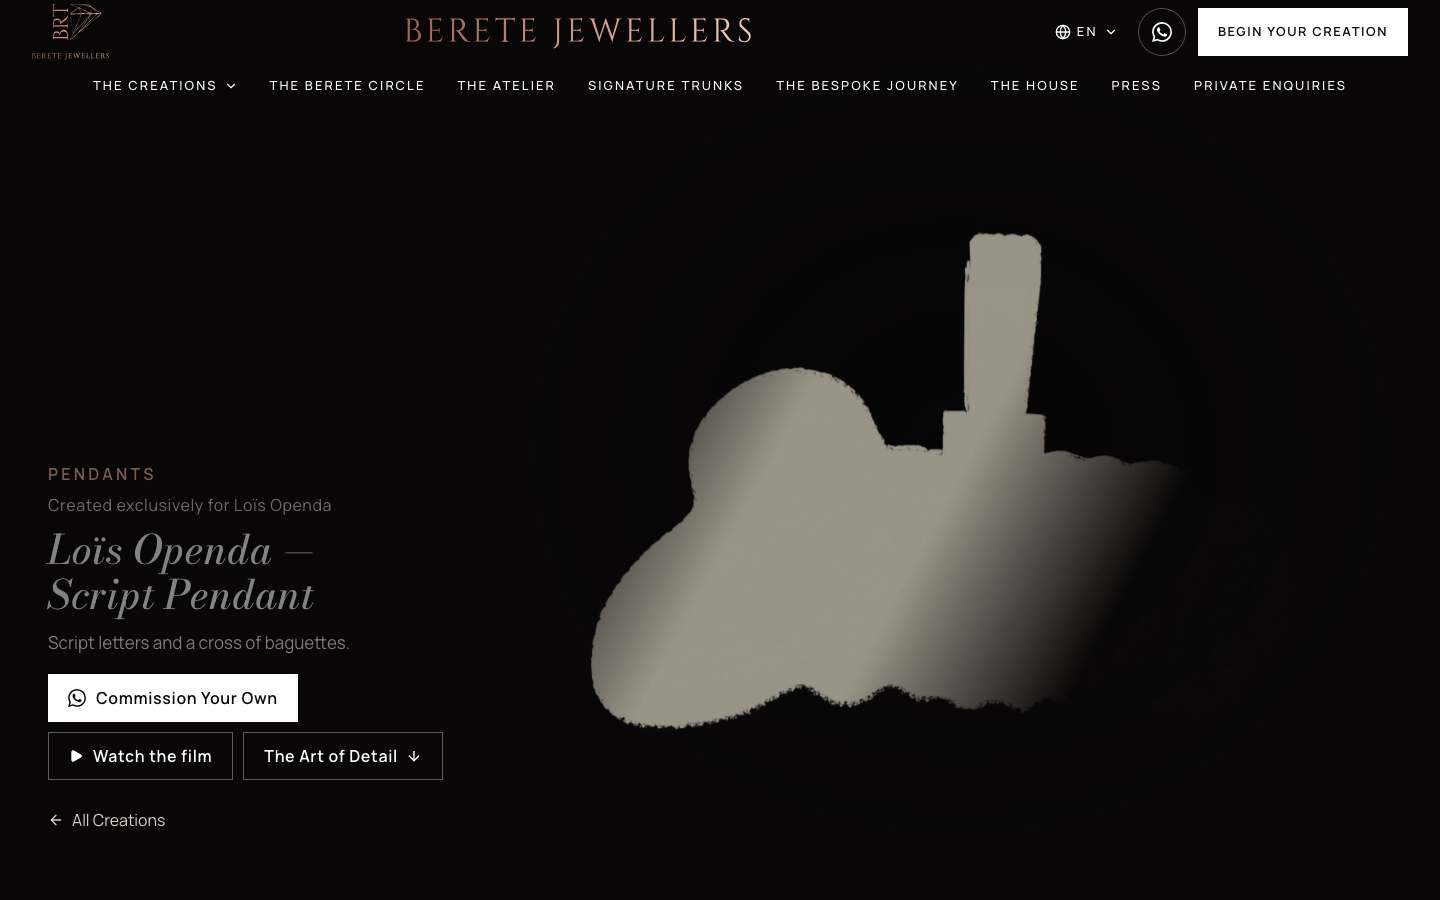 BRT
BERETE JEWELLERS
BERETE JEWELLERS
EN
BEGIN YOUR CREATION
THE CREATIONS
THE BERETE CIRCLE
THE ATELIER
SIGNATURE TRUNKS
THE BESPOKE JOURNEY
THE HOUSE
PRESS
PRIVATE ENQUIRIES
PENDANTS
Created exclusively for Loïs Openda
Loïs Openda —
Script Pendant
Script letters and a cross of baguettes.
Commission Your Own
Watch the film
The Art of Detail
All Creations